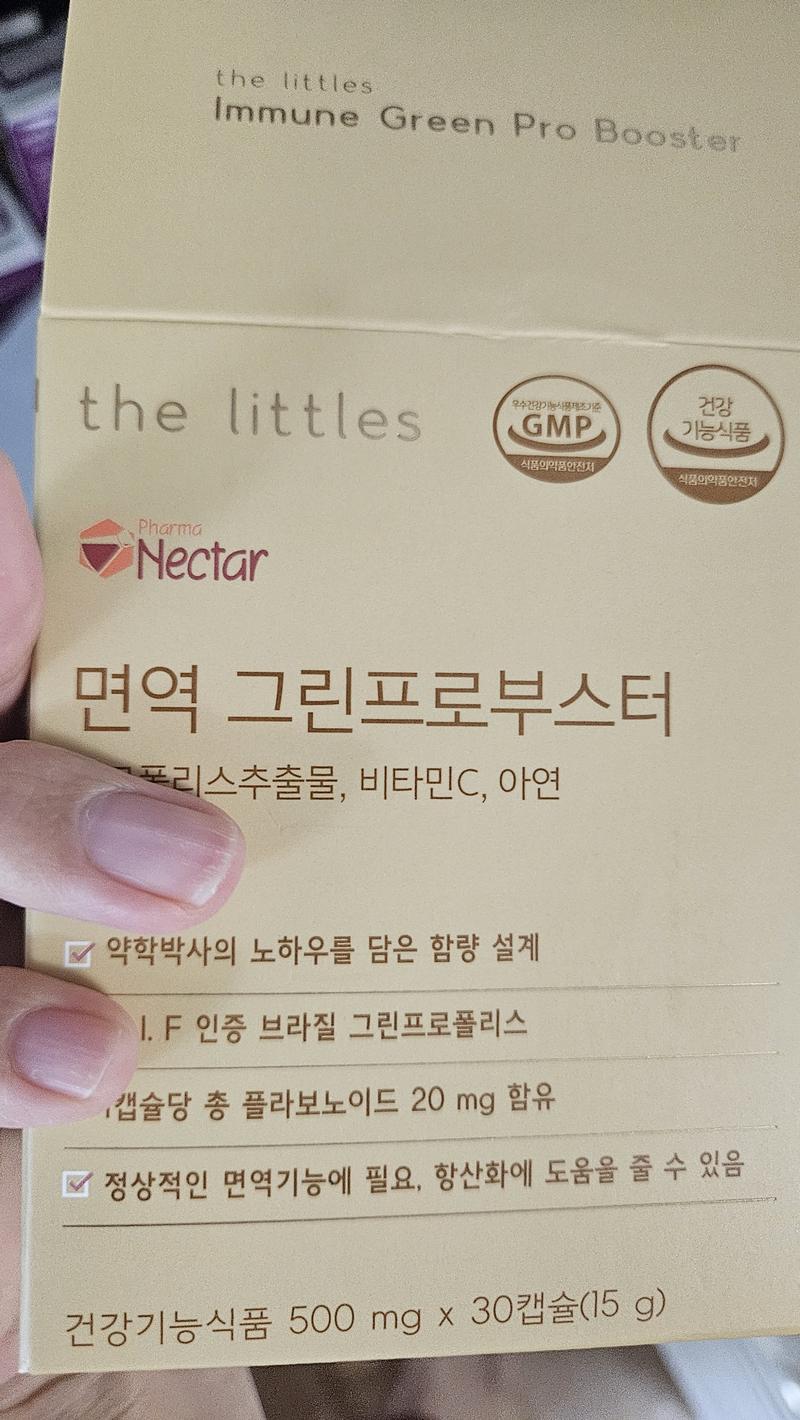 the littles
Immune Green Pro Booster
the littles
우수건강기능식품제조기준
GMP
식품의약품안전처
건강
기능식품
식품의약품안전처
Pharma
Nectar
면역 그린프로부스터
비타민C, 아연
약학박사의 노하우를 담은 함량 설계
I. F 인증 브라질 그린프로폴리스
캡슐당 총 플라보노이드 20 mg 함유
정상적인 면역기능에 필요, 항산화에 도움을 줄 수 있음
건강기능식품 500 mg x 30캡슐(15 g)